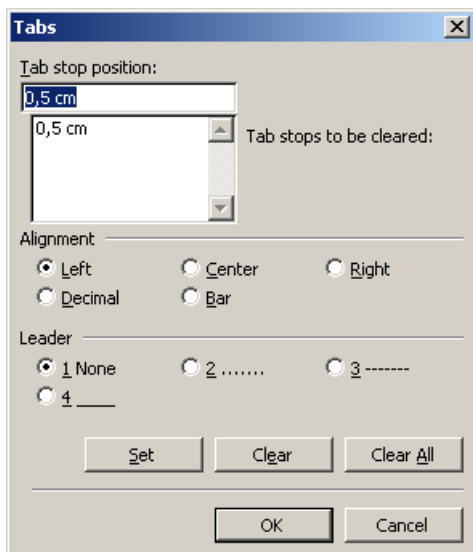 Tabs
Tab stop position:
0,5 cm
0,5 cm
Tab stops to be cleared:
Alignment
Left Center Right
Decimal Bar
Leader
1 None 2 ....... 3 -------
4 ____
Set Clear Clear All
OK Cancel